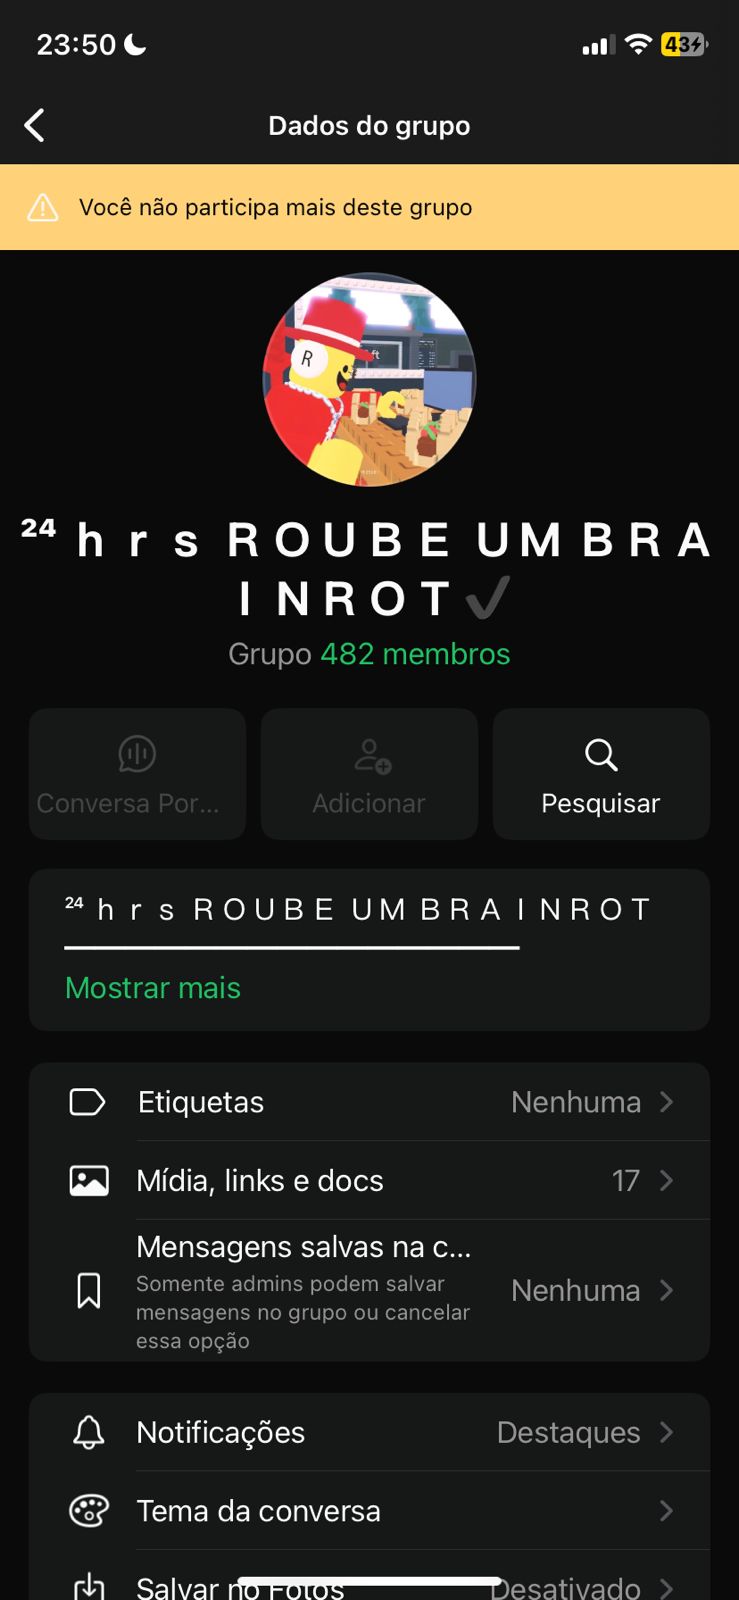 23:50
43
Dados do grupo
Você não participa mais deste grupo
R
ft
²⁴ h r s R O U B E U M B R A
I N R O T ✔
Grupo 482 membros
Conversa Por...
Adicionar
Pesquisar
²⁴ h r s R O U B E U M B R A I N R O T
Mostrar mais
Etiquetas Nenhuma
Mídia, links e docs 17
Mensagens salvas na c...
Somente admins podem salvar
mensagens no grupo ou cancelar
essa opção
Nenhuma
Notificações Destaques
Tema da conversa
Salvar no Fotos Desativado